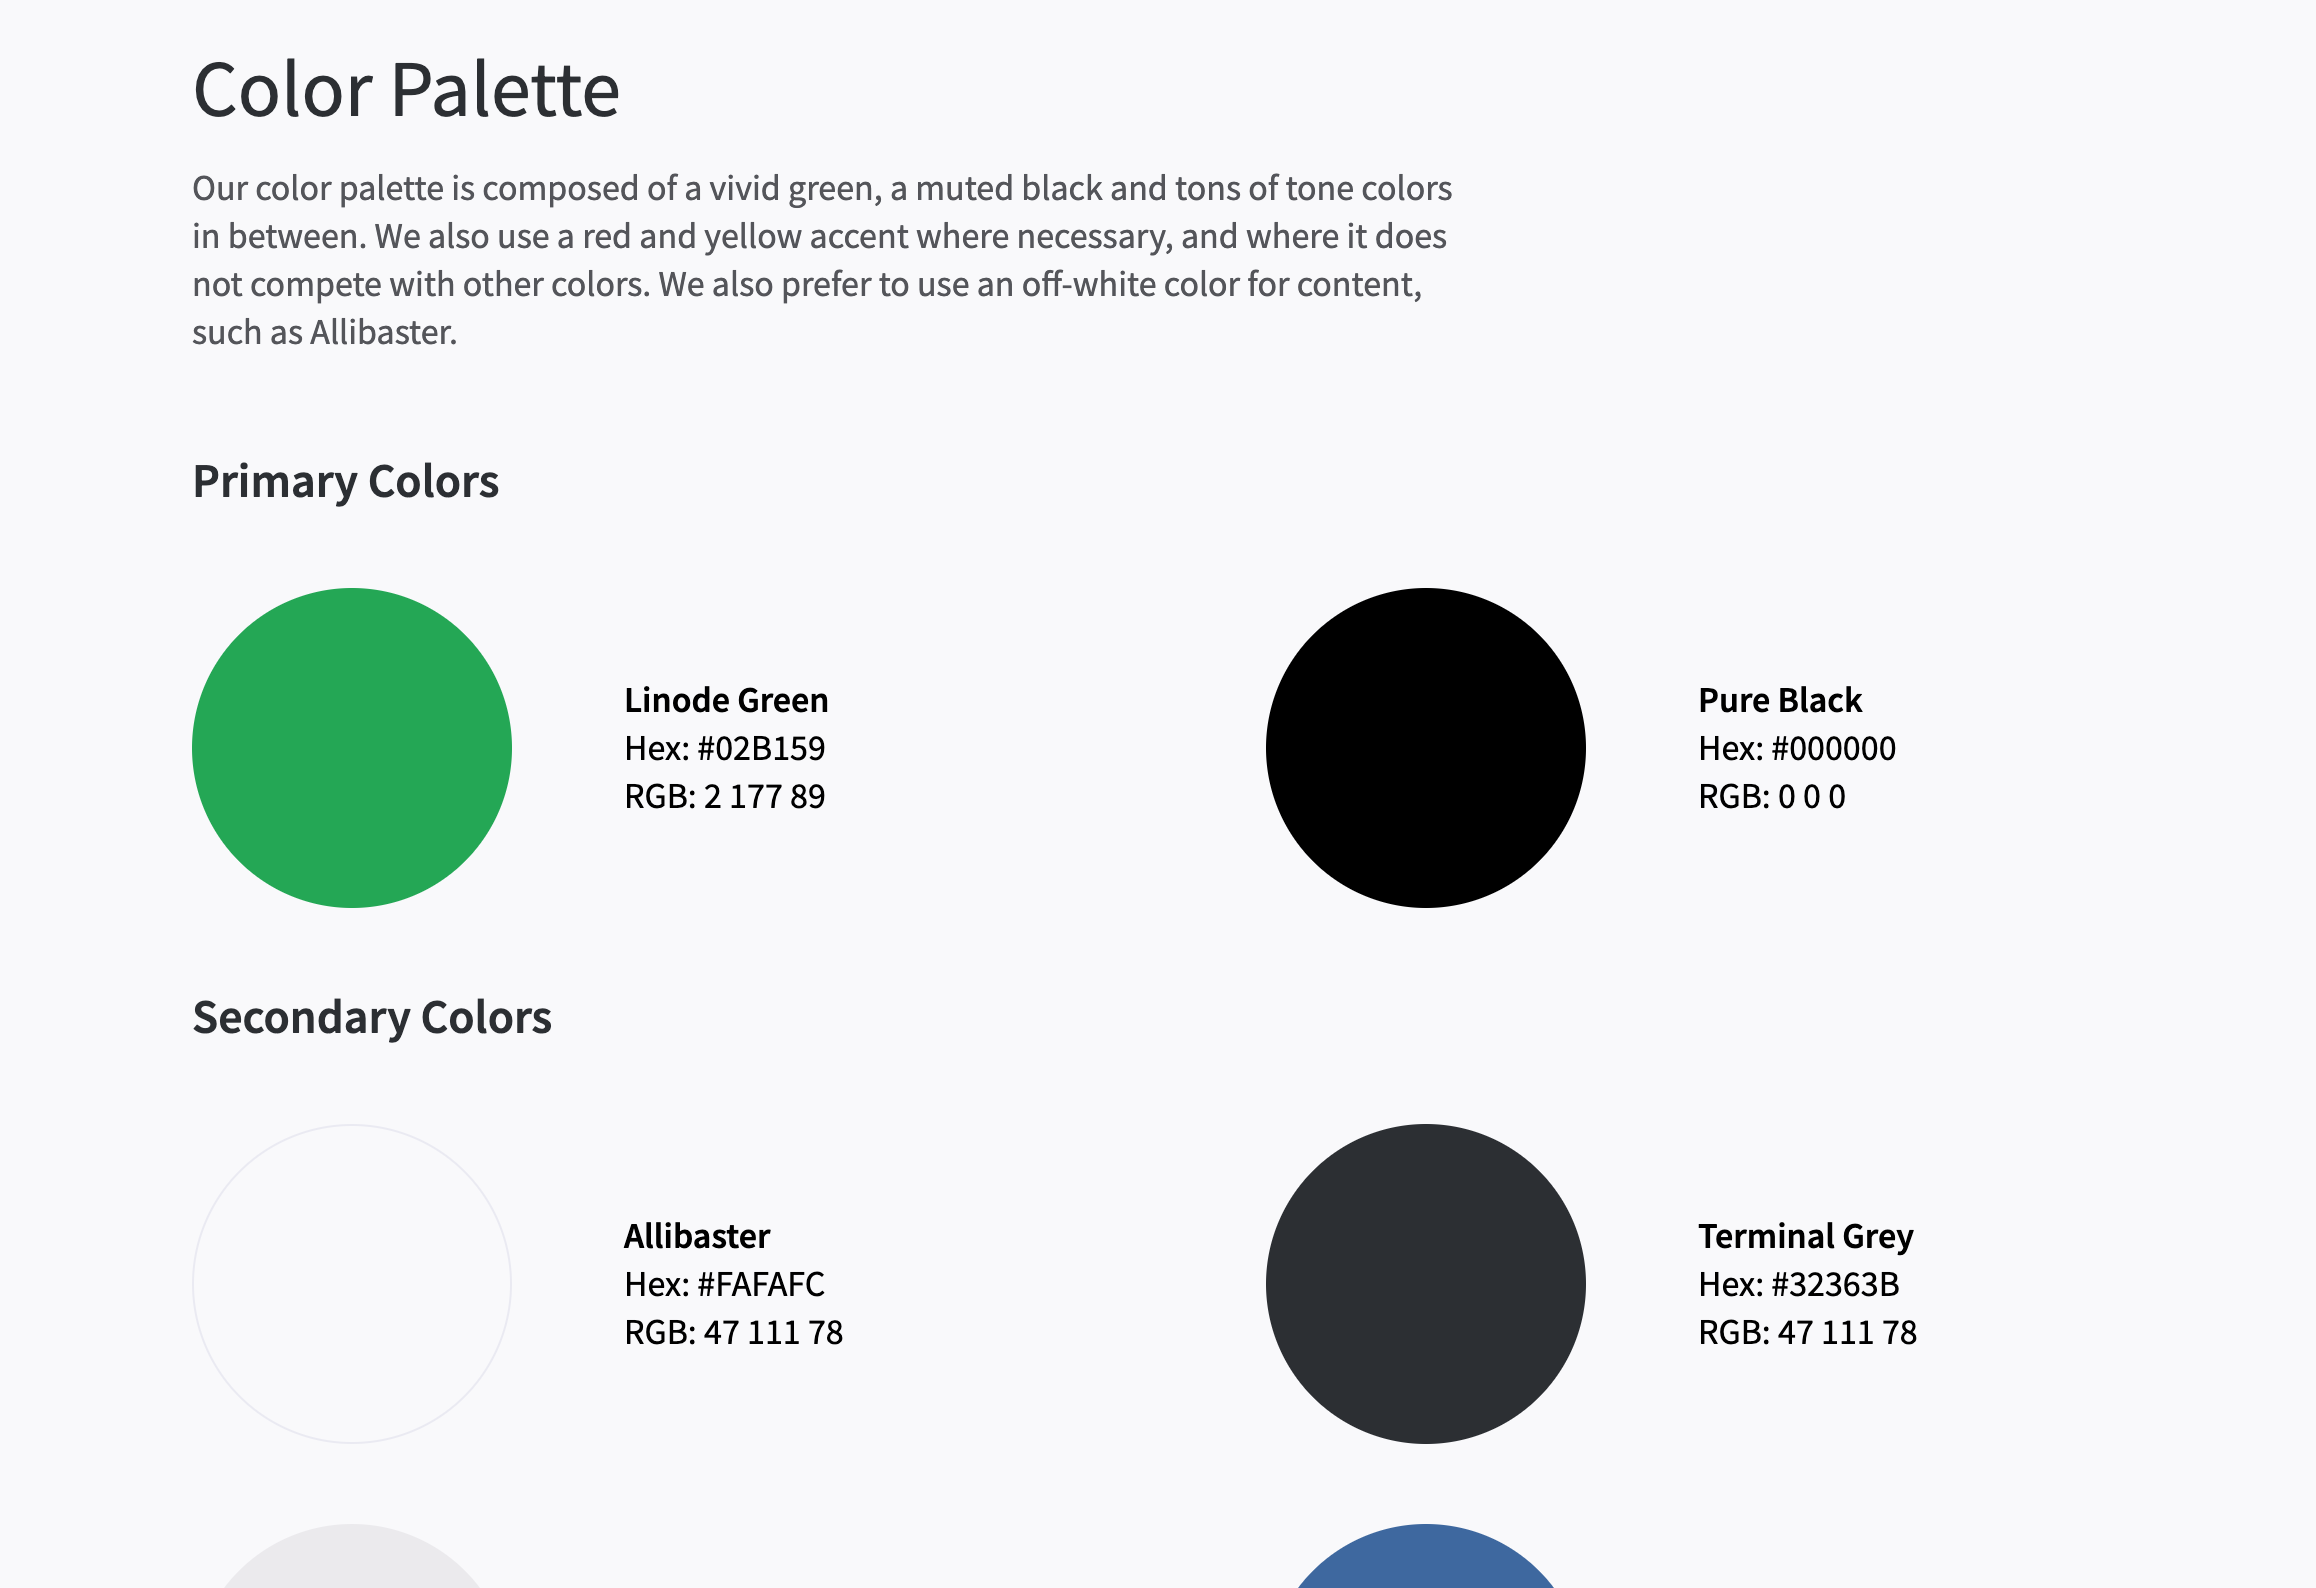 Color Palette
Our color palette is composed of a vivid green, a muted black and tons of tone colors
in between. We also use a red and yellow accent where necessary, and where it does
not compete with other colors. We also prefer to use an off-white color for content,
such as Allibaster.
Primary Colors
Linode Green
Hex: #02B159
RGB: 2 177 89
Pure Black
Hex: #000000
RGB: 0 0 0
Secondary Colors
Allibaster
Hex: #FAFAFC
RGB: 47 111 78
Terminal Grey
Hex: #32363B
RGB: 47 111 78